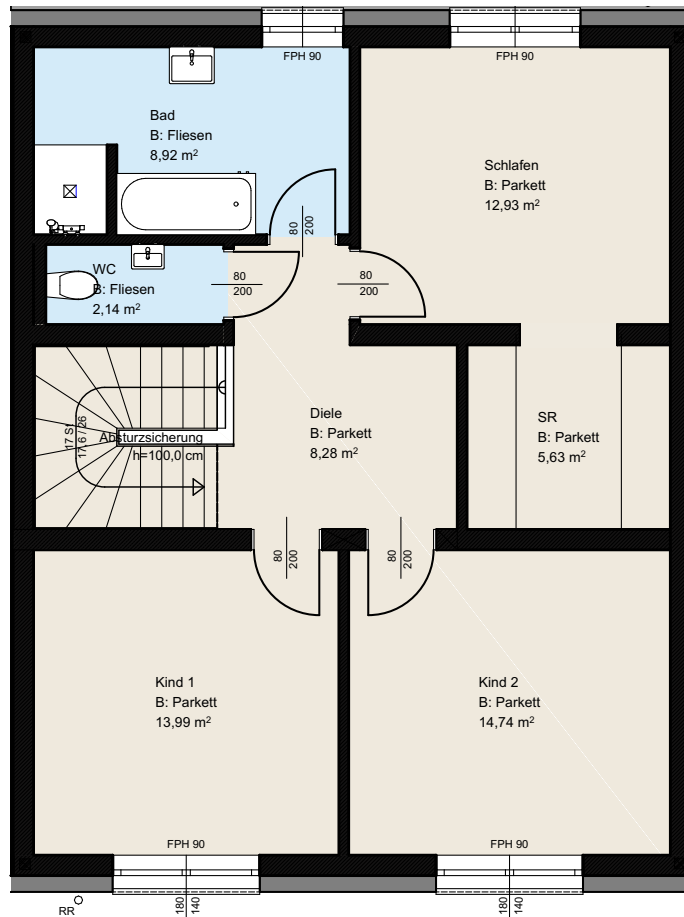 FPH 90
FPH 90
Bad
B: Fliesen
8,92 m²
Schlafen
B: Parkett
12,93 m²
80
200
WC
B: Fliesen
2,14 m²
80
200
80
200
Diele
B: Parkett
8,28 m²
SR
B: Parkett
5,63 m²
17 ST
17,6 / 26
Absturzsicherung
h=100,0 cm
80
200
80
200
Kind 1
B: Parkett
13,99 m²
Kind 2
B: Parkett
14,74 m²
FPH 90
FPH 90
RR
180
140
180
140